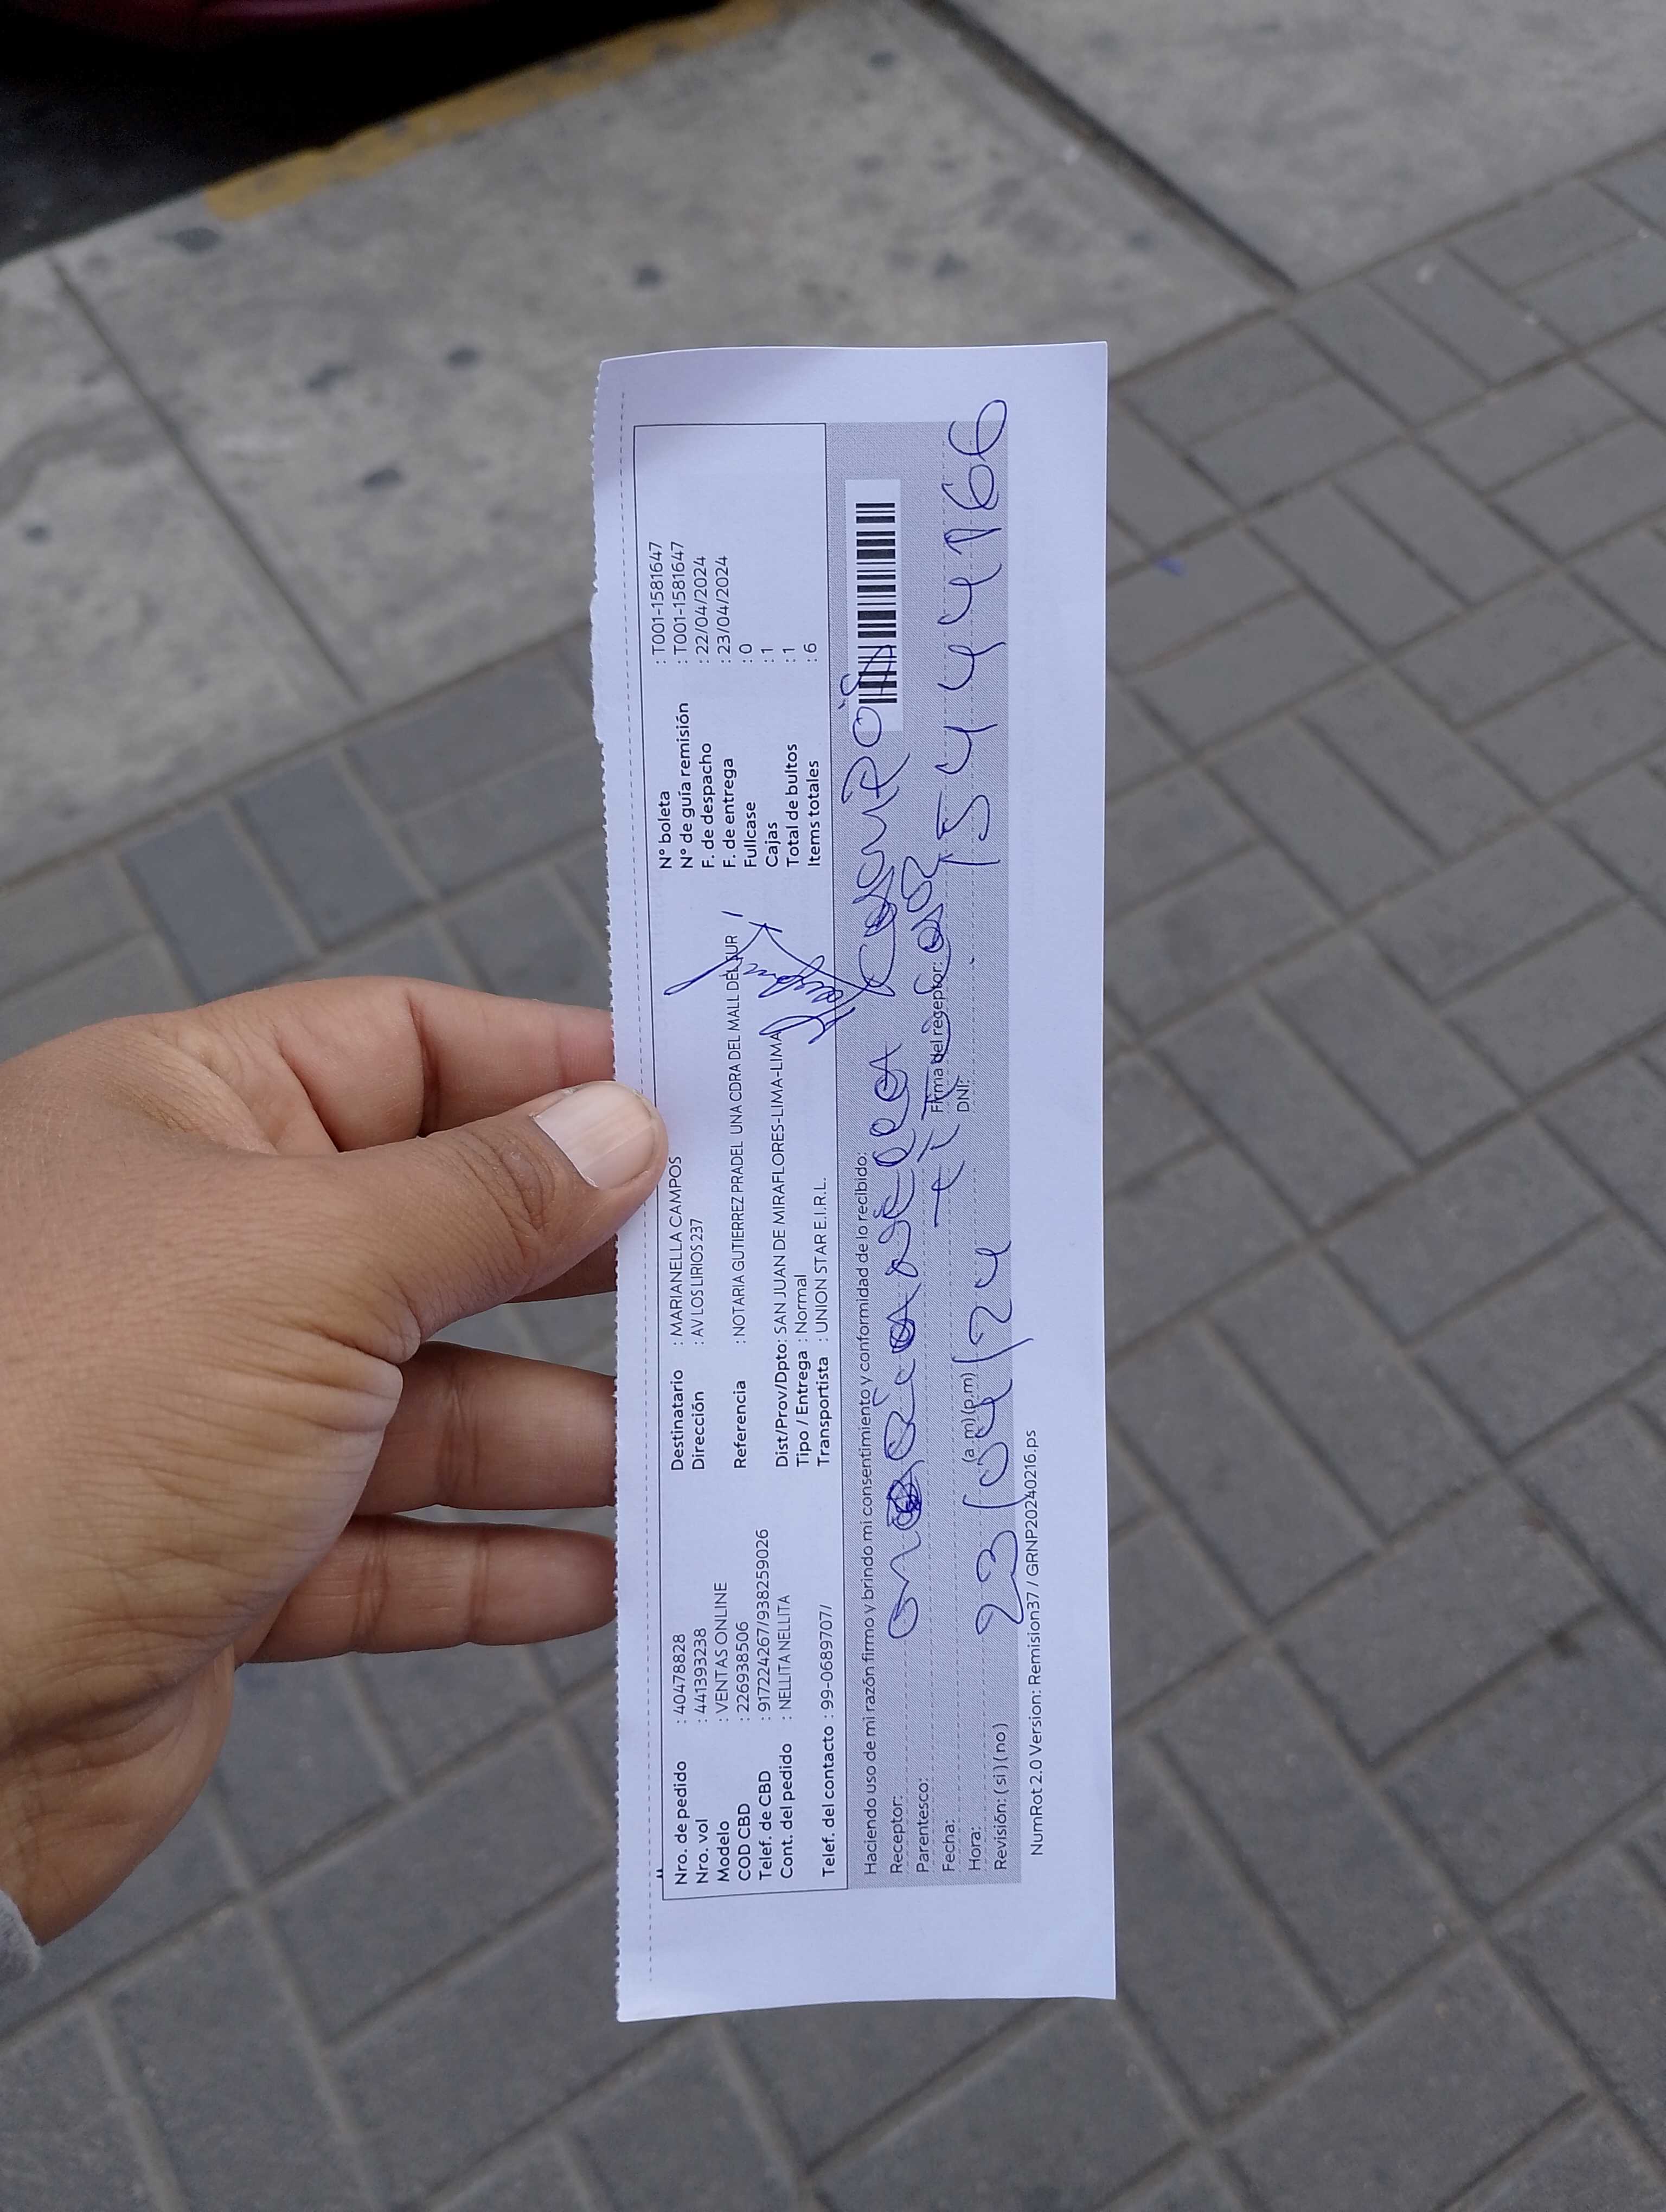 Nro. de pedido : 40478828 Destinatario : MARIANELLA CAMPOS N° boleta : T001-1581647
Nro. vol : 44193238 Dirección : AV LOS LIRIOS 237 N° de guía remisión : T001-1581647
Modelo : VENTAS ONLINE F. de despacho : 22/04/2024
COD CBD : 226938506 Referencia : NOTARIA GUTIERREZ PRADEL UNA CDRA DEL MALL DEL SUR F. de entrega : 23/04/2024
Telef. de CBD : 917224267/938259026 Fullcase : 0
Cont. del pedido : NELLITA NELLITA Dist/Prov/Dpto: SAN JUAN DE MIRAFLORES-LIMA-LIMA Cajas : 1
Tipo / Entrega : Normal Total de bultos : 1
Telef. del contacto : 99-0689707/ Transportista : UNION STAR E.I.R.L. Items totales : 6
Haciendo uso de mi razón firmo y brindo mi consentimiento y conformidad de lo recibido:
Receptor: Campos
Parentesco:
Fecha: 23/04/24 Firma del receptor:
Hora: (a.m) (p.m) DNI: 15444166
Revisión: (si) (no)
NumRot 2.0 Version: Remision37 / GRNP20240216.ps